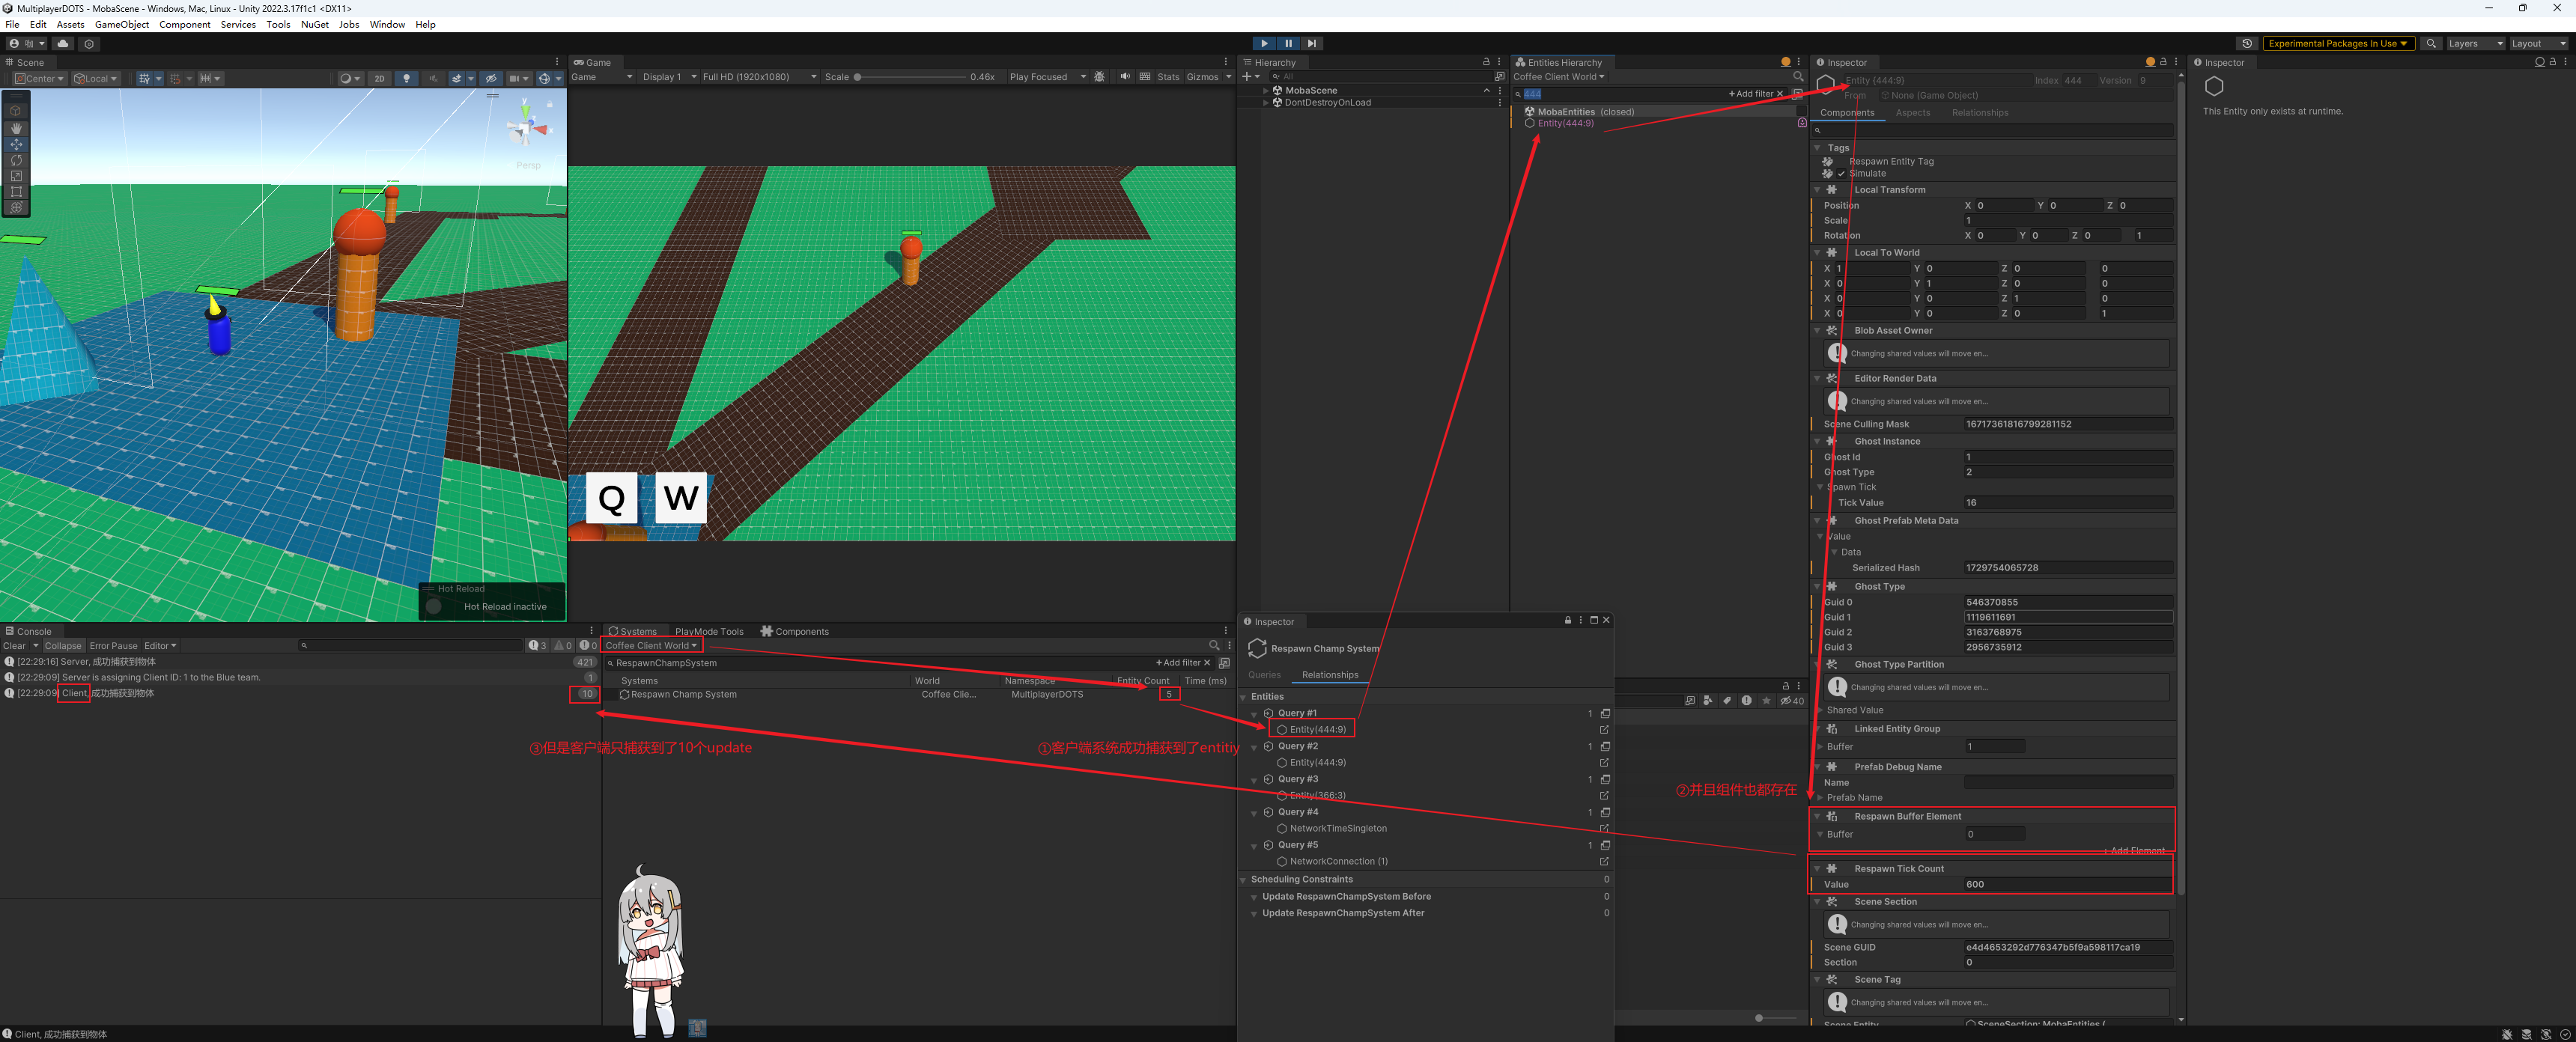 MultiplayerDOTS - MobaScene - Windows, Mac, Linux - Unity 2022.3.17f1c1 <DX11>
File Edit Assets GameObject Component Services Tools NuGet Jobs Window Help
Experimental Packages In Use
Layers
Layout
Scene
Center
Local
2D
Persp
Hot Reload
Hot Reload inactive
Game
Game Display 1 Full HD (1920x1080) Scale 0.46x Play Focused Stats Gizmos
Q W
Hierarchy
All
MobaScene
DontDestroyOnLoad
Entities Hierarchy
Coffee Client World
444
Add filter
MobaEntities (closed)
Entity(444:9)
Console
Clear Collapse Error Pause Editor
3 0 0
[22:29:16] Server, 成功捕获到物体 421
[22:29:09] Server is assigning Client ID: 1 to the Blue team. 1
[22:29:09] Client, 成功捕获到物体 10
Client, 成功捕获到物体
Systems PlayMode Tools Components
Coffee Client World
RespawnChampSystem
Add filter
Systems World Namespace Entity Count Time (ms)
Respawn Champ System Coffee Clie... MultiplayerDOTS 5
③但是客户端只捕获到了10个update
①客户端系统成功捕获到了entitiy
②并且组件也都存在
Inspector
Respawn Champ System
Queries Relationships
Entities
Query #1 1
Entity(444:9)
Query #2 1
Entity(444:9)
Query #3 1
Entity(366:3)
Query #4 1
NetworkTimeSingleton
Query #5 1
NetworkConnection (1)
Scheduling Constraints 0
Update RespawnChampSystem Before 0
Update RespawnChampSystem After 0
40
Inspector
Entity (444:9) Index 444 Version 9
From None (Game Object)
Components Aspects Relationships
Tags
Respawn Entity Tag
Simulate
Local Transform
Position X 0 Y 0 Z 0
Scale 1
Rotation X 0 Y 0 Z 0 1
Local To World
X 1 Y 0 Z 0 0
X 0 Y 1 Z 0 0
X 0 Y 0 Z 1 0
X 0 Y 0 Z 0 1
Blob Asset Owner
Changing shared values will move en...
Editor Render Data
Changing shared values will move en...
Scene Culling Mask 16717361816799281152
Ghost Instance
Ghost Id 1
Ghost Type 2
Spawn Tick
Tick Value 16
Ghost Prefab Meta Data
Value
Data
Serialized Hash 1729754065728
Ghost Type
Guid 0 546370855
Guid 1 1119611691
Guid 2 3163768975
Guid 3 2956735912
Ghost Type Partition
Changing shared values will move en...
Shared Value
Linked Entity Group
Buffer 1
Prefab Debug Name
Name
Prefab Name
Respawn Buffer Element
Buffer 0
+ Add Element
Respawn Tick Count
Value 600
Scene Section
Changing shared values will move en...
Scene GUID e4d4653292d776347b5f9a598117ca19
Section 0
Scene Tag
Changing shared values will move en...
Scene Entity SceneSection: MobaEntities (
Inspector
This Entity only exists at runtime.